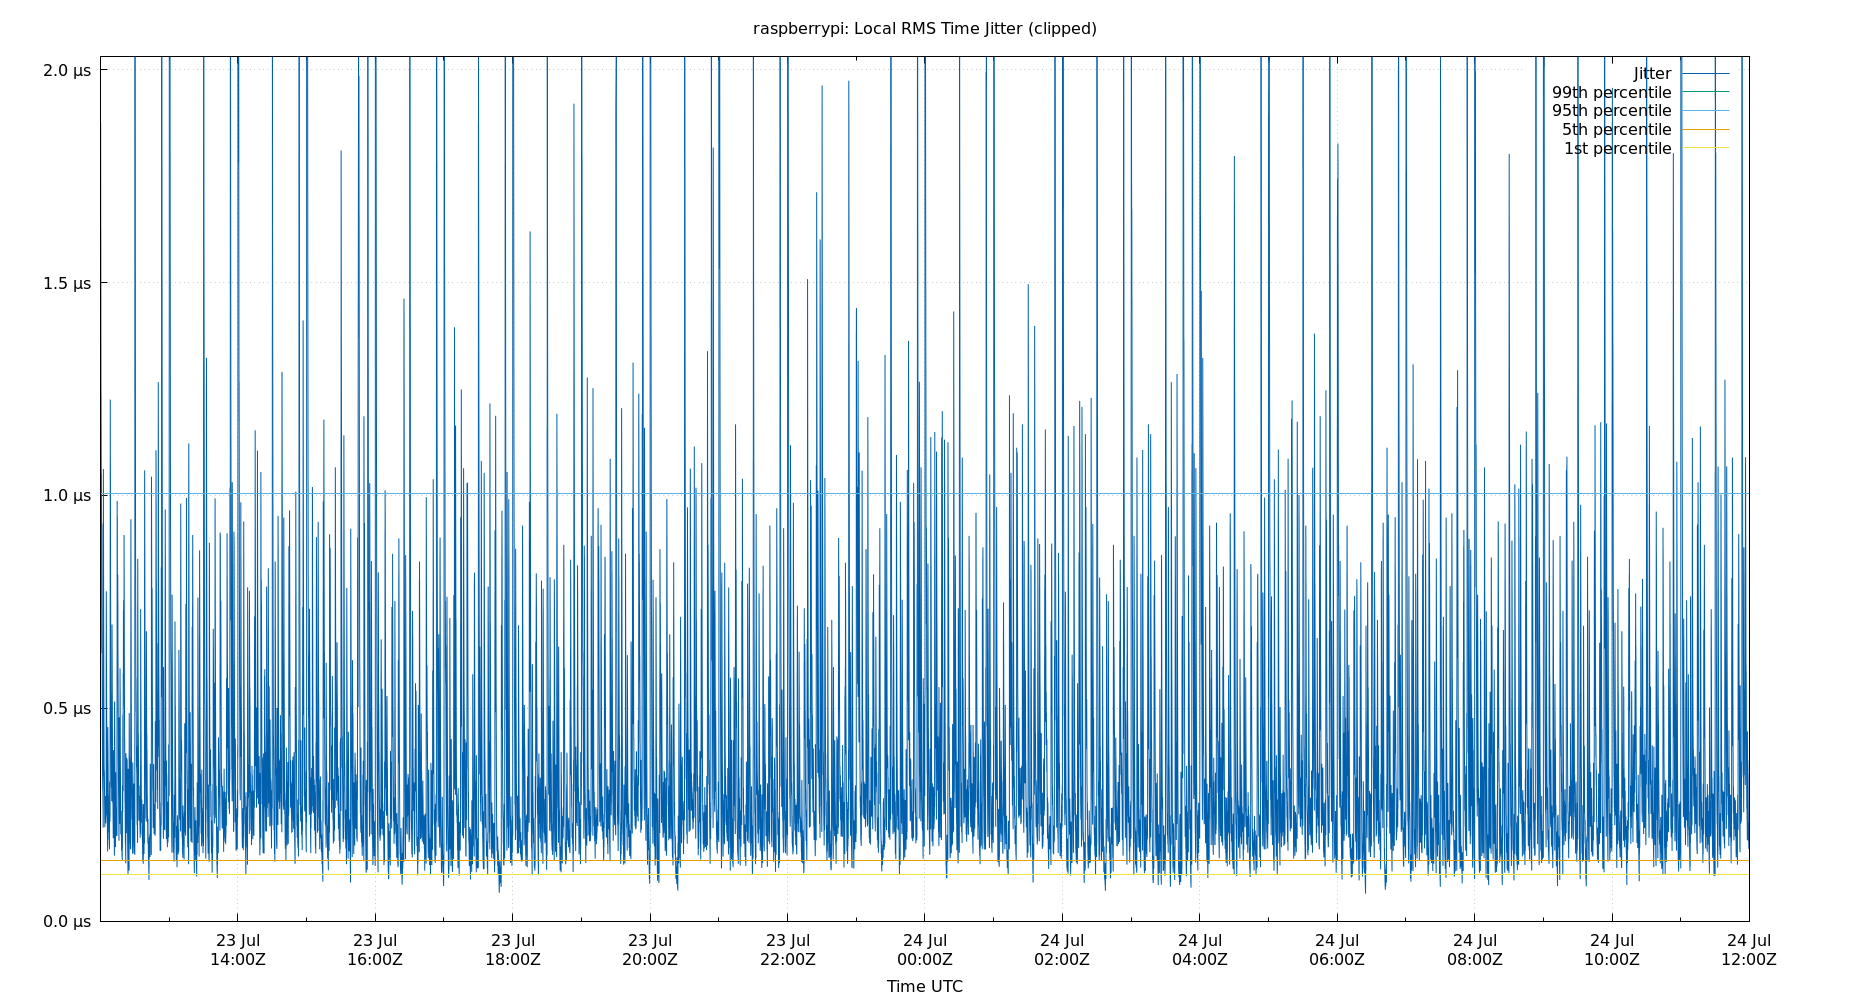 raspberrypi: Local RMS Time Jitter (clipped)
2.0 µs
1.5 µs
1.0 µs
0.5 µs
0.0 µs
Jitter
99th percentile
95th percentile
5th percentile
1st percentile
23 Jul 23 Jul 23 Jul 23 Jul 23 Jul 24 Jul 24 Jul 24 Jul 24 Jul 24 Jul 24 Jul 24 Jul
14:00Z 16:00Z 18:00Z 20:00Z 22:00Z 00:00Z 02:00Z 04:00Z 06:00Z 08:00Z 10:00Z 12:00Z
Time UTC